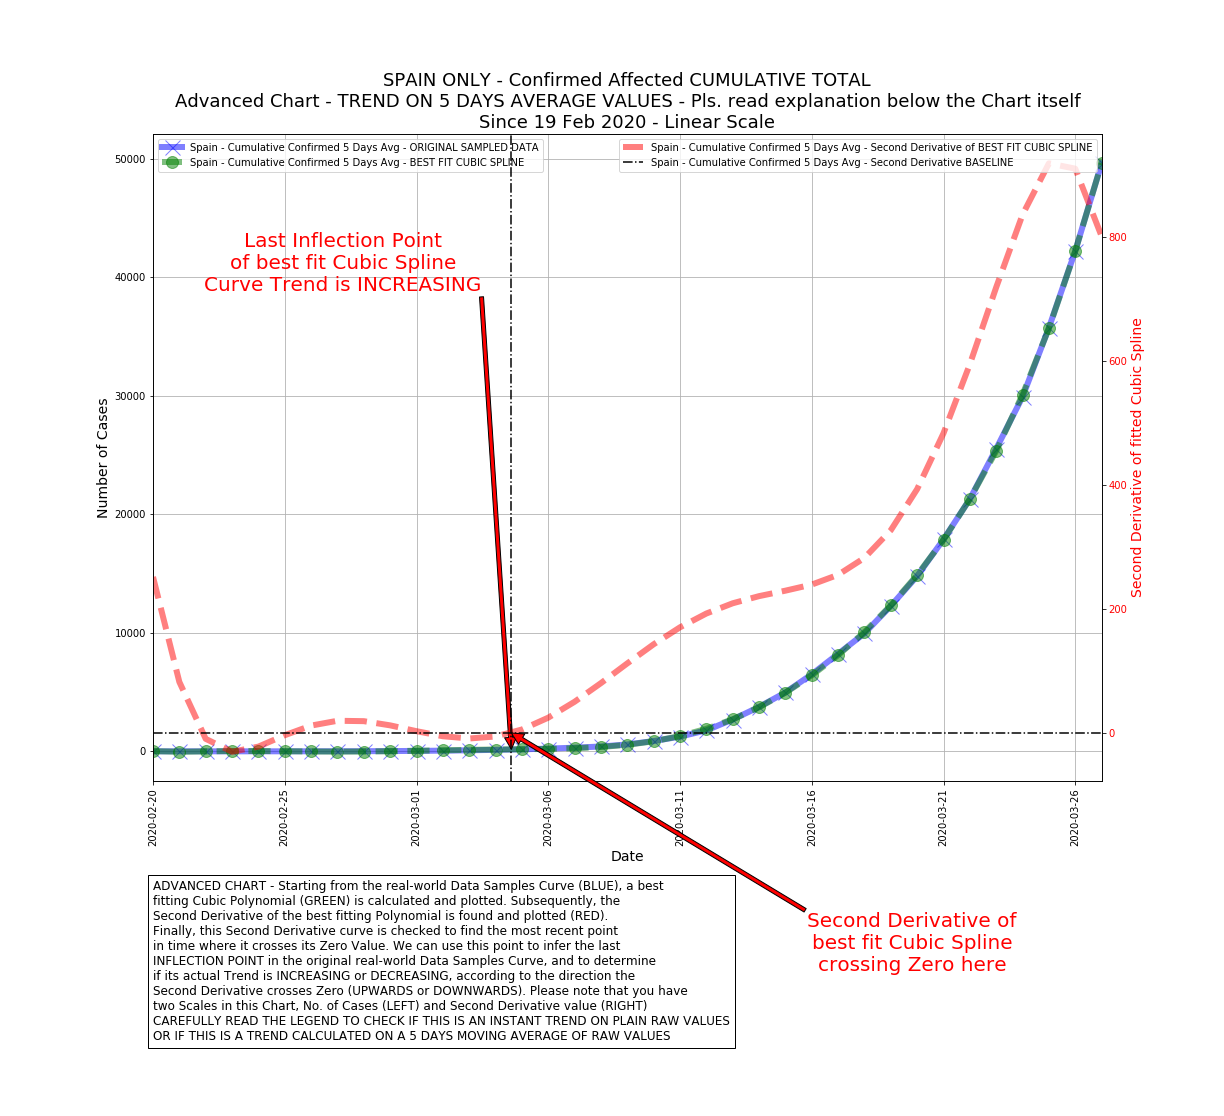 SPAIN ONLY - Confirmed Affected CUMULATIVE TOTAL
Advanced Chart - TREND ON 5 DAYS AVERAGE VALUES - Pls. read explanation below the Chart itself
Since 19 Feb 2020 - Linear Scale
Spain - Cumulative Confirmed 5 Days Avg - ORIGINAL SAMPLED DATA
Spain - Cumulative Confirmed 5 Days Avg - BEST FIT CUBIC SPLINE
Spain - Cumulative Confirmed 5 Days Avg - Second Derivative of BEST FIT CUBIC SPLINE
Spain - Cumulative Confirmed 5 Days Avg - Second Derivative BASELINE
50000
40000
30000
20000
10000
0
Number of Cases
Last Inflection Point
of best fit Cubic Spline
Curve Trend is INCREASING
800
600
400
200
0
Second Derivative of fitted Cubic Spline
2020-02-20
2020-02-25
2020-03-01
2020-03-06
2020-03-11
2020-03-16
2020-03-21
2020-03-26
Date
Second Derivative of
best fit Cubic Spline
crossing Zero here
ADVANCED CHART - Starting from the real-world Data Samples Curve (BLUE), a best
fitting Cubic Polynomial (GREEN) is calculated and plotted. Subsequently, the
Second Derivative of the best fitting Polynomial is found and plotted (RED).
Finally, this Second Derivative curve is checked to find the most recent point
in time where it crosses its Zero Value. We can use this point to infer the last
INFLECTION POINT in the original real-world Data Samples Curve, and to determine
if its actual Trend is INCREASING or DECREASING, according to the direction the
Second Derivative crosses Zero (UPWARDS or DOWNWARDS). Please note that you have
two Scales in this Chart, No. of Cases (LEFT) and Second Derivative value (RIGHT)
CAREFULLY READ THE LEGEND TO CHECK IF THIS IS AN INSTANT TREND ON PLAIN RAW VALUES
OR IF THIS IS A TREND CALCULATED ON A 5 DAYS MOVING AVERAGE OF RAW VALUES